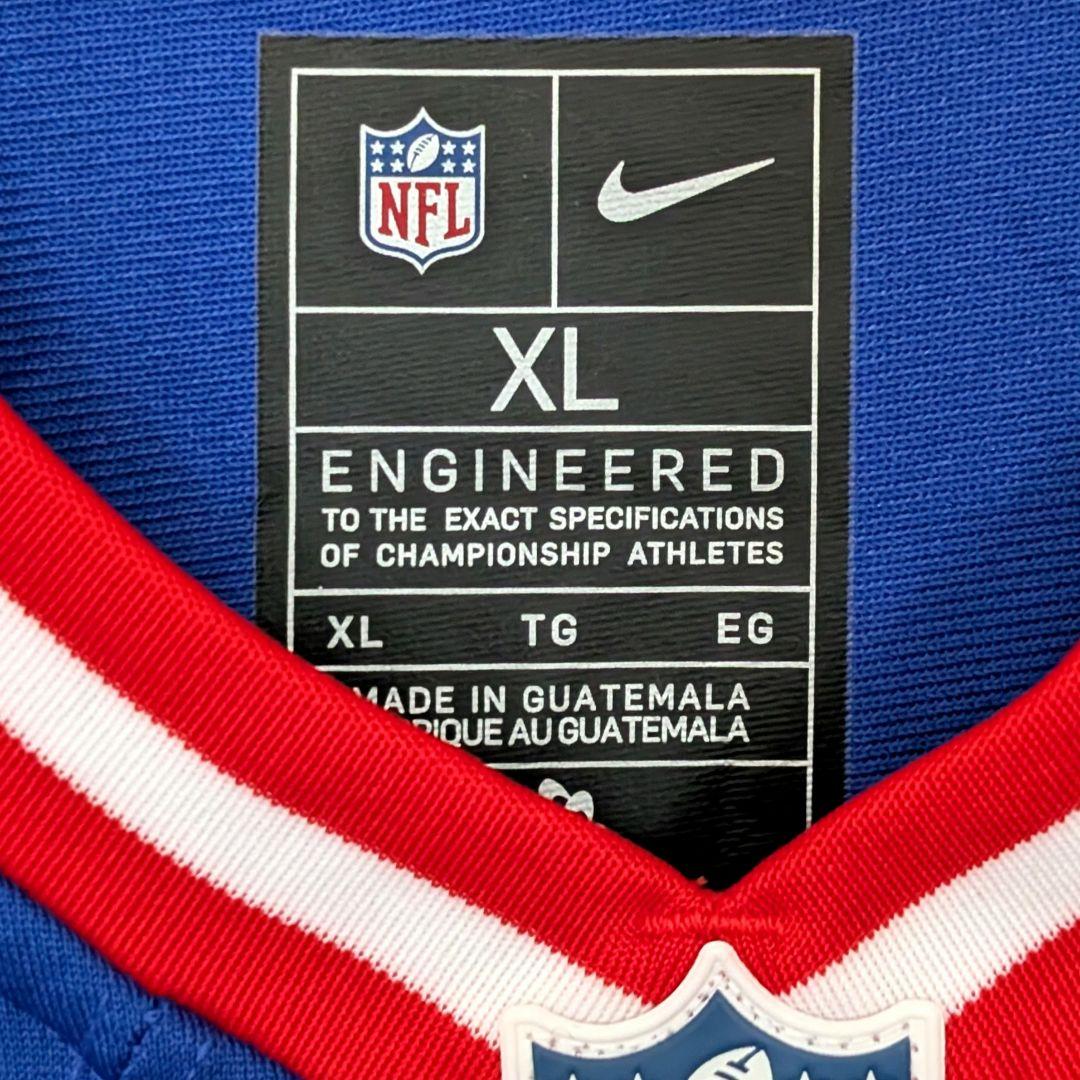 NFL
XL
ENGINEERED
TO THE EXACT SPECIFICATIONS
OF CHAMPIONSHIP ATHLETES
XL TG EG
MADE IN GUATEMALA
AU GUATEMALA